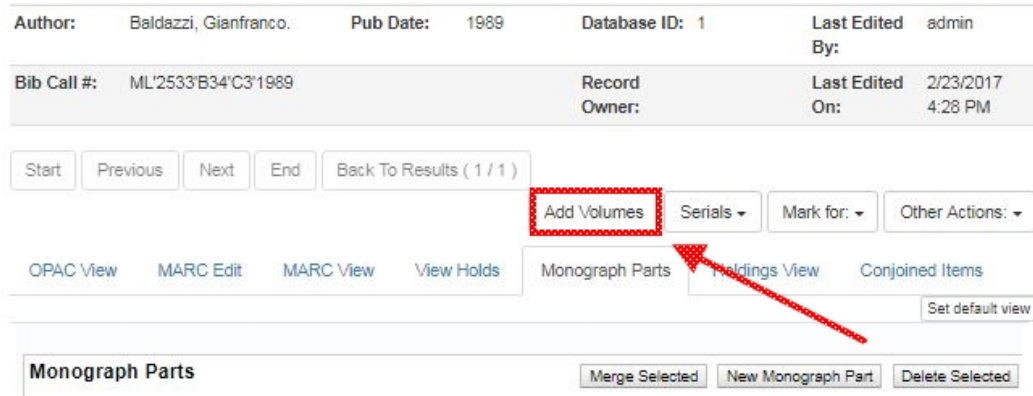 Author: Baldazzi, Gianfranco. Pub Date: 1989 Database ID: 1 Last Edited By: admin
Bib Call #: ML'2533'B34'C3'1989 Record Owner: Last Edited On: 2/23/2017 4:28 PM
Start Previous Next End Back To Results ( 1 / 1 )
Add Volumes Serials Mark for: Other Actions:
OPAC View MARC Edit MARC View View Holds Monograph Parts Holdings View Conjoined Items
Set default view
Monograph Parts Merge Selected New Monograph Part Delete Selected